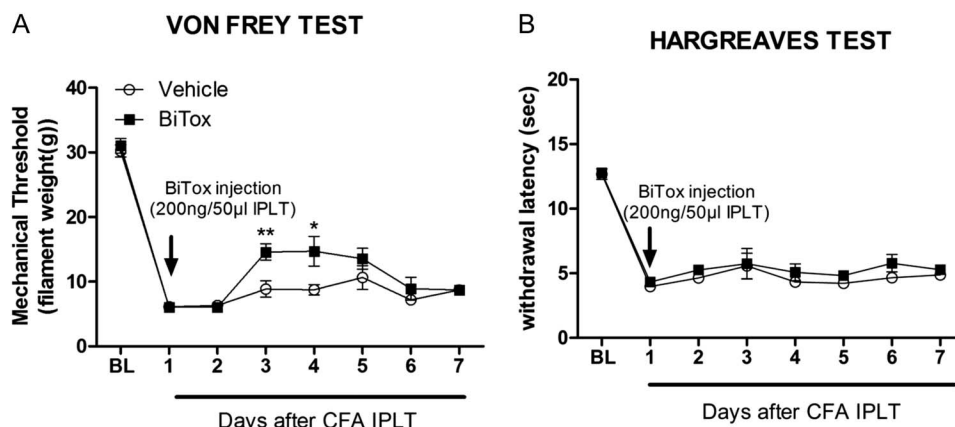 A
VON FREY TEST
Vehicle
BiTox
Mechanical Threshold
(filament weight(g))
40
30
20
10
0
BiTox injection
(200ng/50µl IPLT)
**
*
BL 1 2 3 4 5 6 7
Days after CFA IPLT
B
HARGREAVES TEST
withdrawal latency (sec)
20
15
10
5
0
BiTox injection
(200ng/50µl IPLT)
BL 1 2 3 4 5 6 7
Days after CFA IPLT